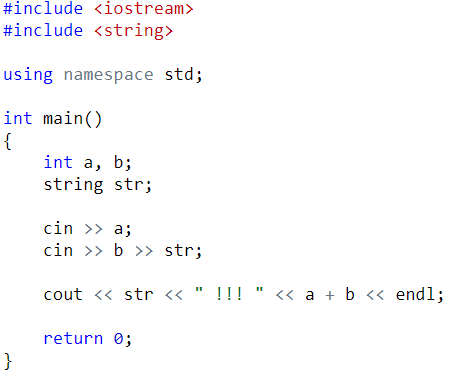 #include <iostream>
#include <string>
using namespace std;
int main()
{
    int a, b;
    string str;
    cin >> a;
    cin >> b >> str;
    cout << str << " !!! " << a + b << endl;
    return 0;
}